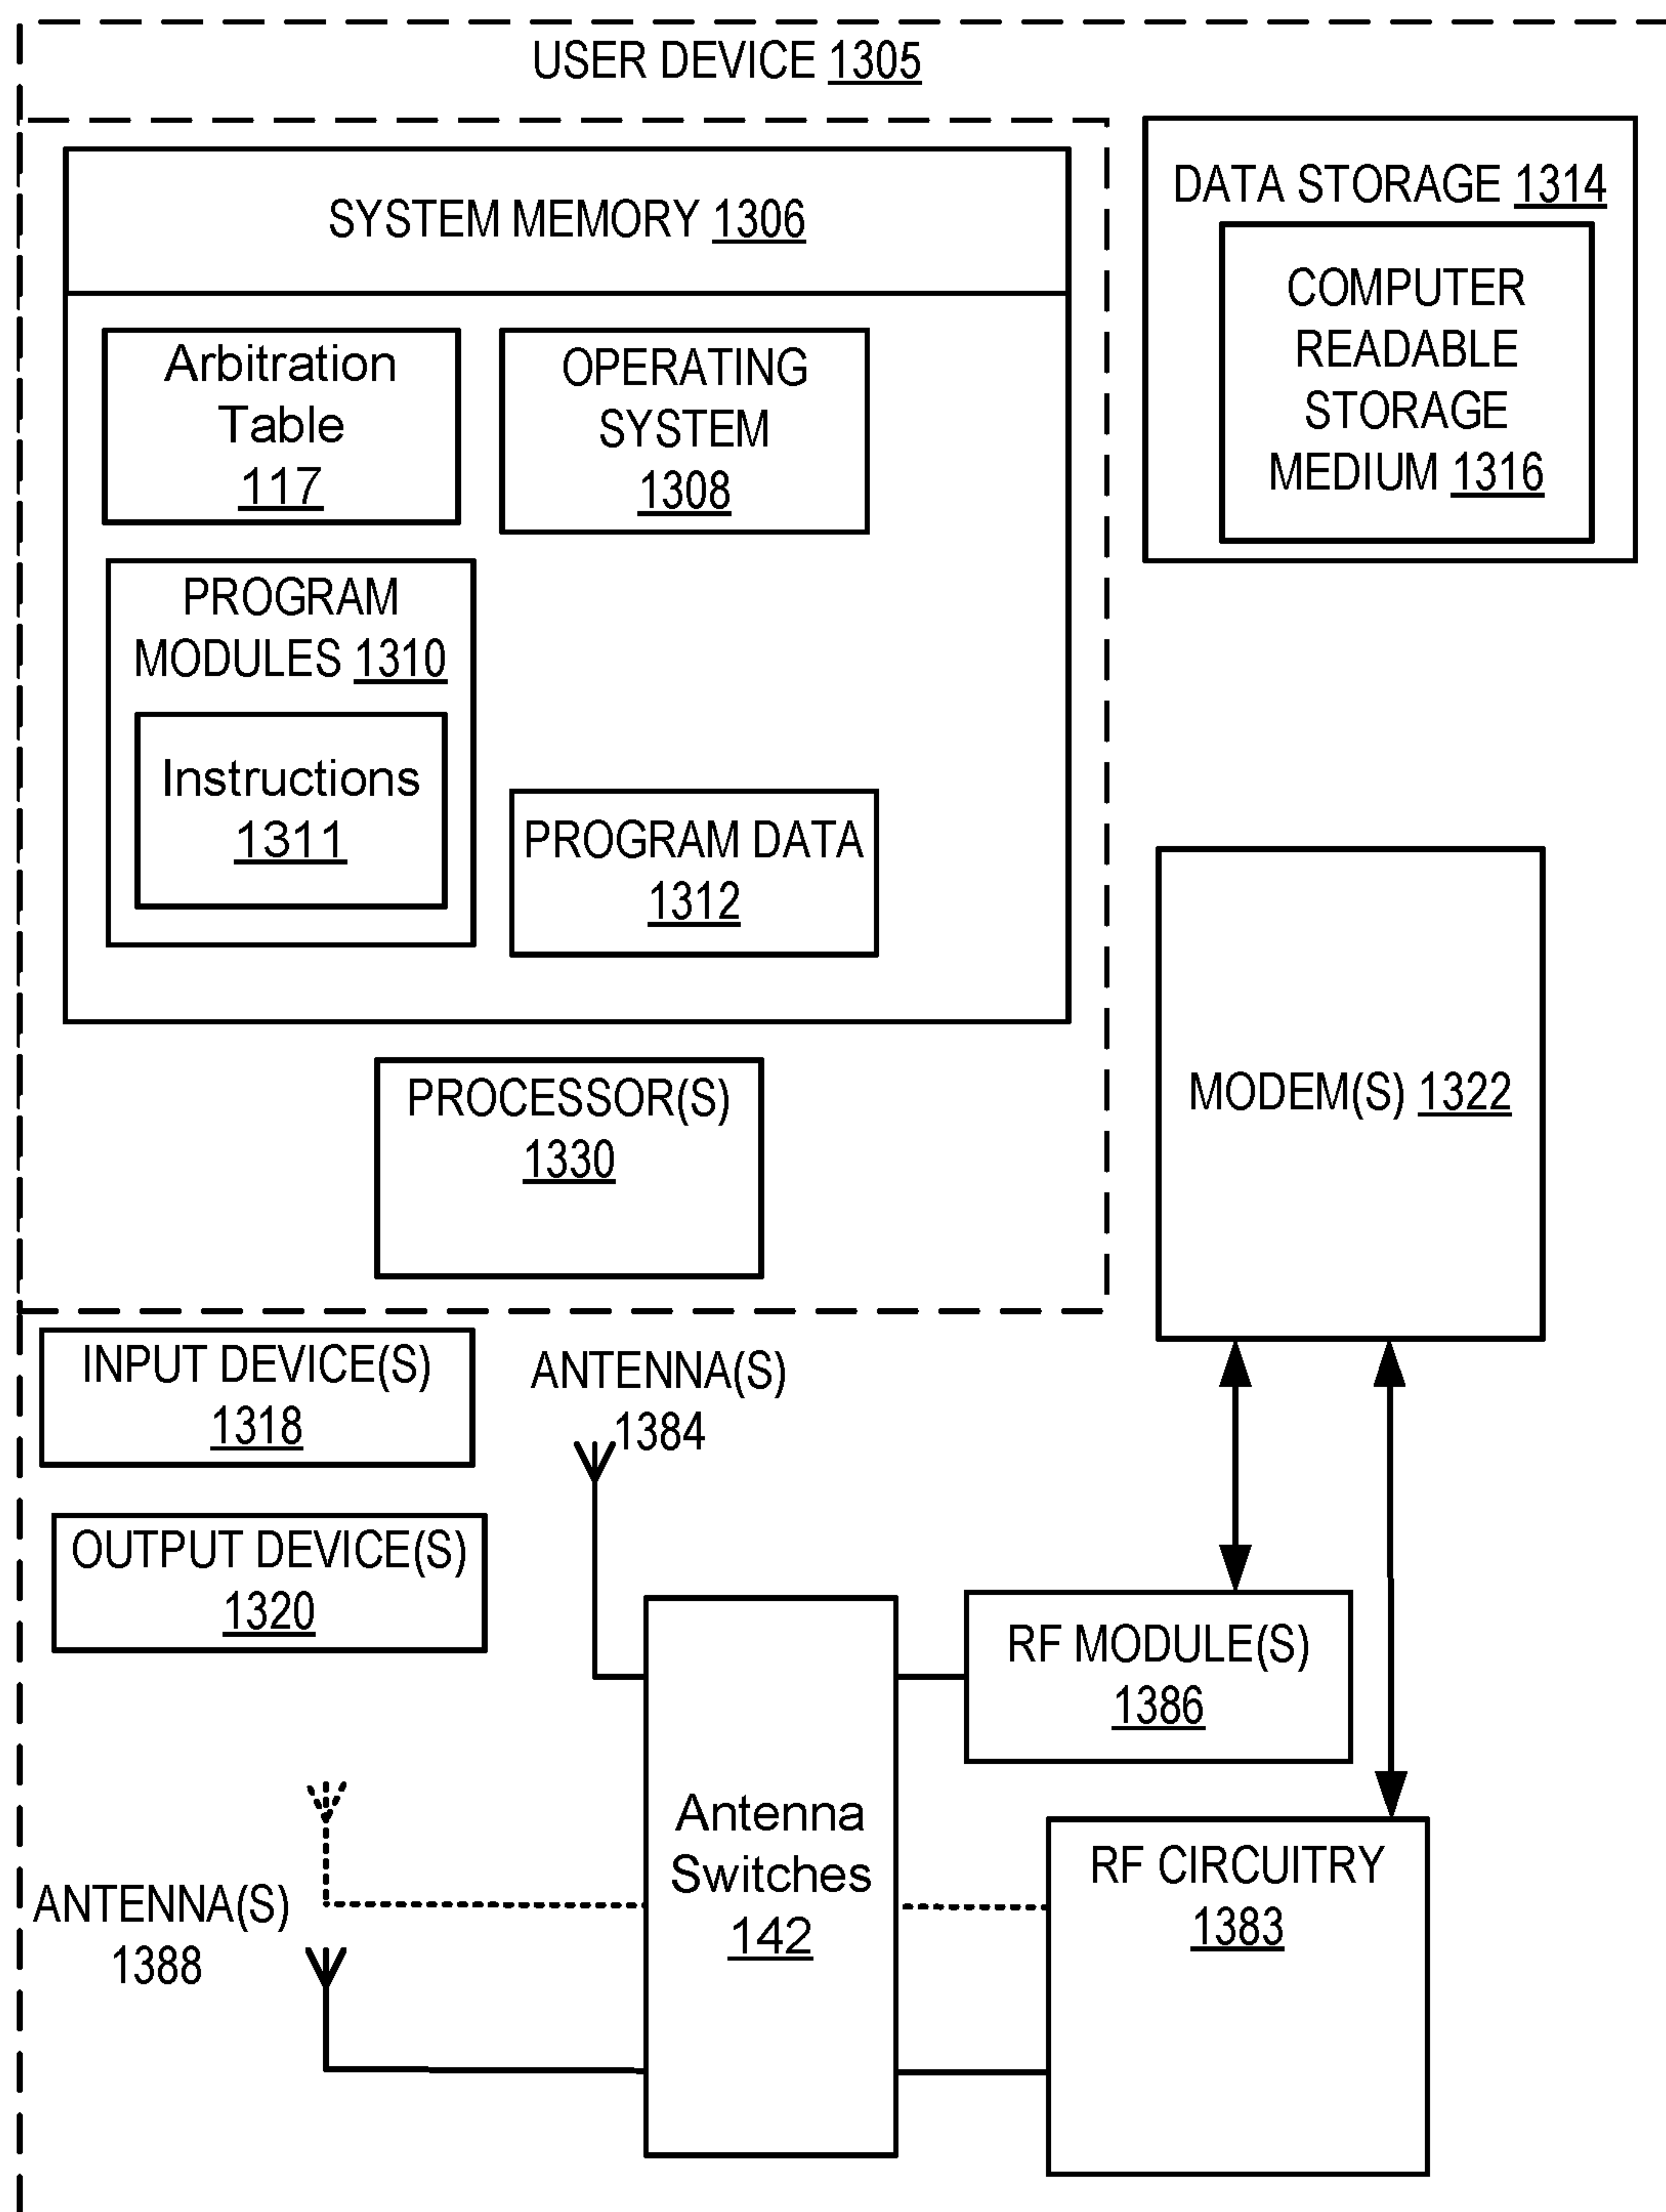 USER DEVICE 1305
SYSTEM MEMORY 1306
Arbitration
Table
117
OPERATING
SYSTEM
1308
PROGRAM
MODULES 1310
Instructions
1311
PROGRAM DATA
1312
PROCESSOR(S)
1330
DATA STORAGE 1314
COMPUTER
READABLE
STORAGE
MEDIUM 1316
MODEM(S) 1322
INPUT DEVICE(S)
1318
OUTPUT DEVICE(S)
1320
ANTENNA(S)
1384
RF MODULE(S)
1386
Antenna
Switches
142
ANTENNA(S)
1388
RF CIRCUITRY
1383